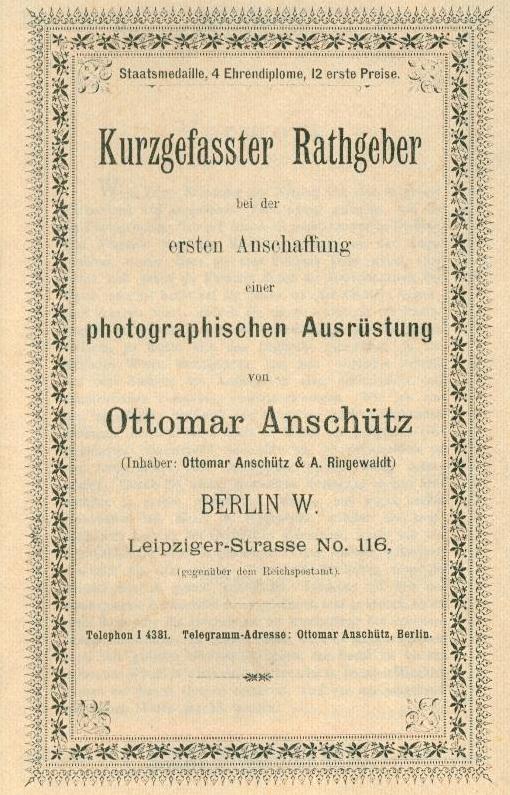 Staatsmedaille, 4 Ehrendiplome, 12 erste Preise.
Kurzgefasster Rathgeber
bei der
ersten Anschaffung
einer
photographischen Ausrüstung
von
Ottomar Anschütz
(Inhaber: Ottomar Anschütz & A. Ringewaldt)
BERLIN W.
Leipziger-Strasse No. 116,
(gegenüber dem Reichspostamt).
Telephon I 4381. Telegramm-Adresse: Ottomar Anschütz, Berlin.